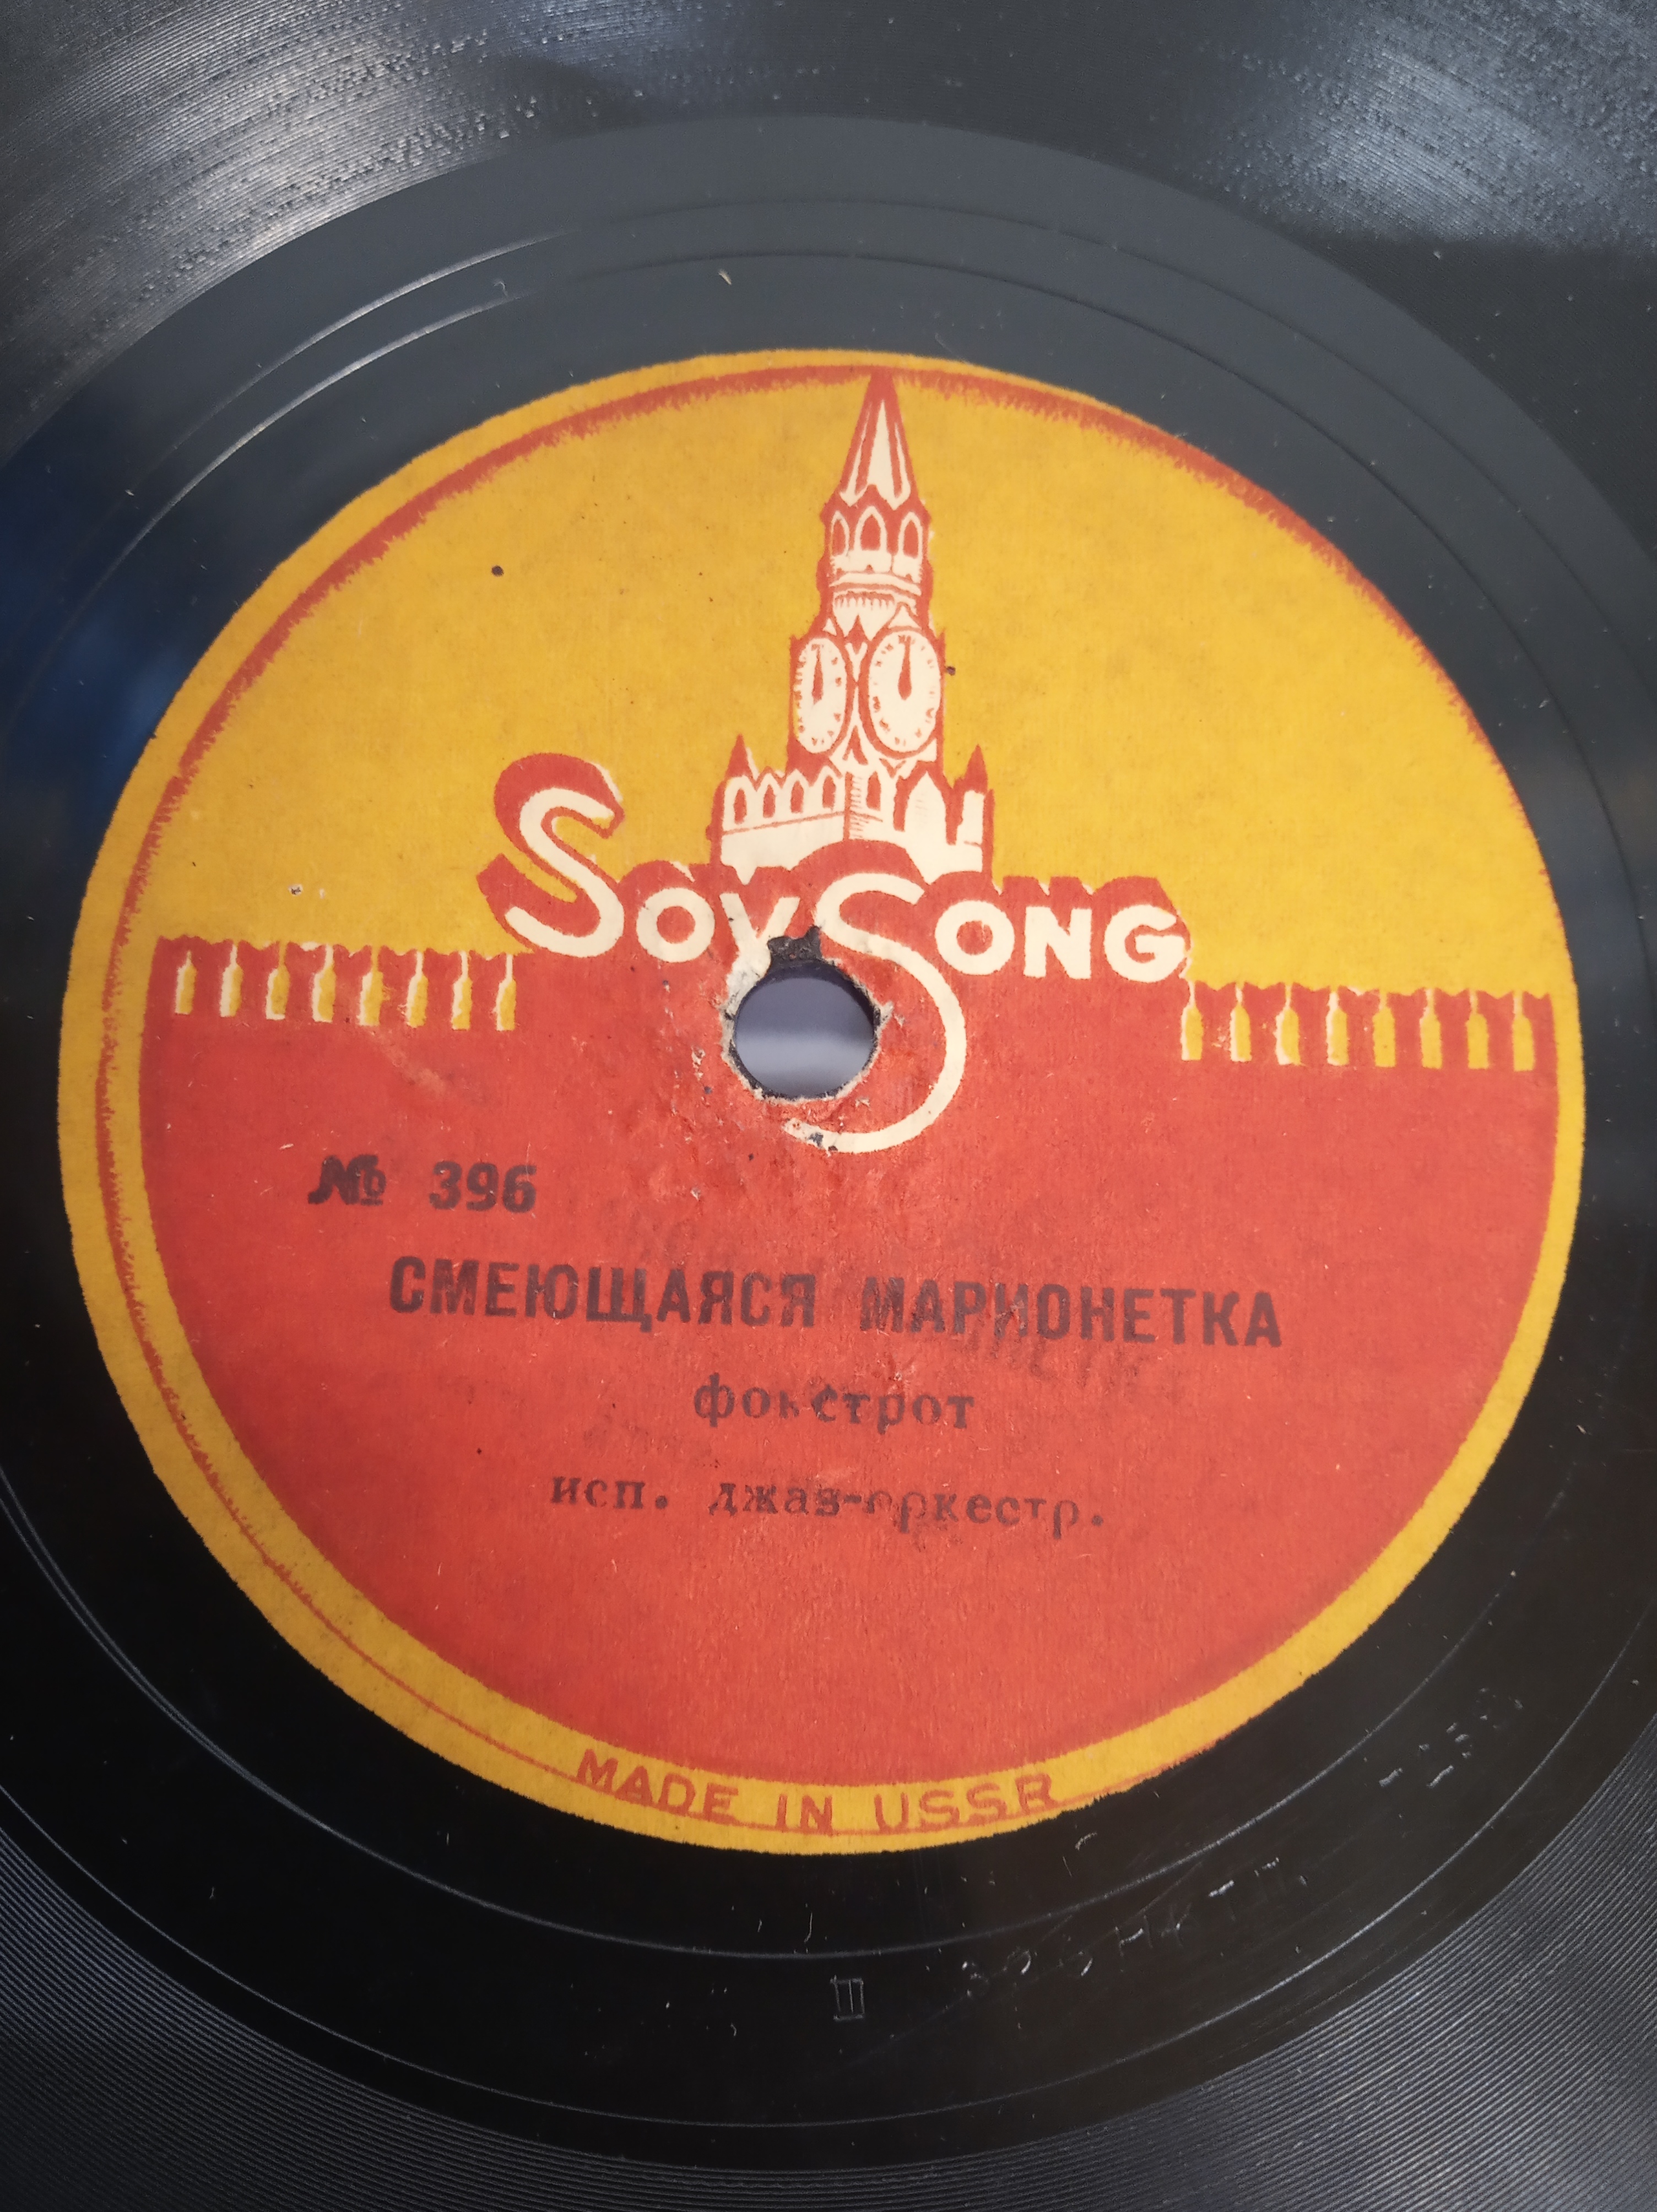 SovSong
№ 396
СМЕЮЩАЯСЯ МАРИОНЕТКА
фокстрот
исп. джаз-оркестр.
MADE IN USSR